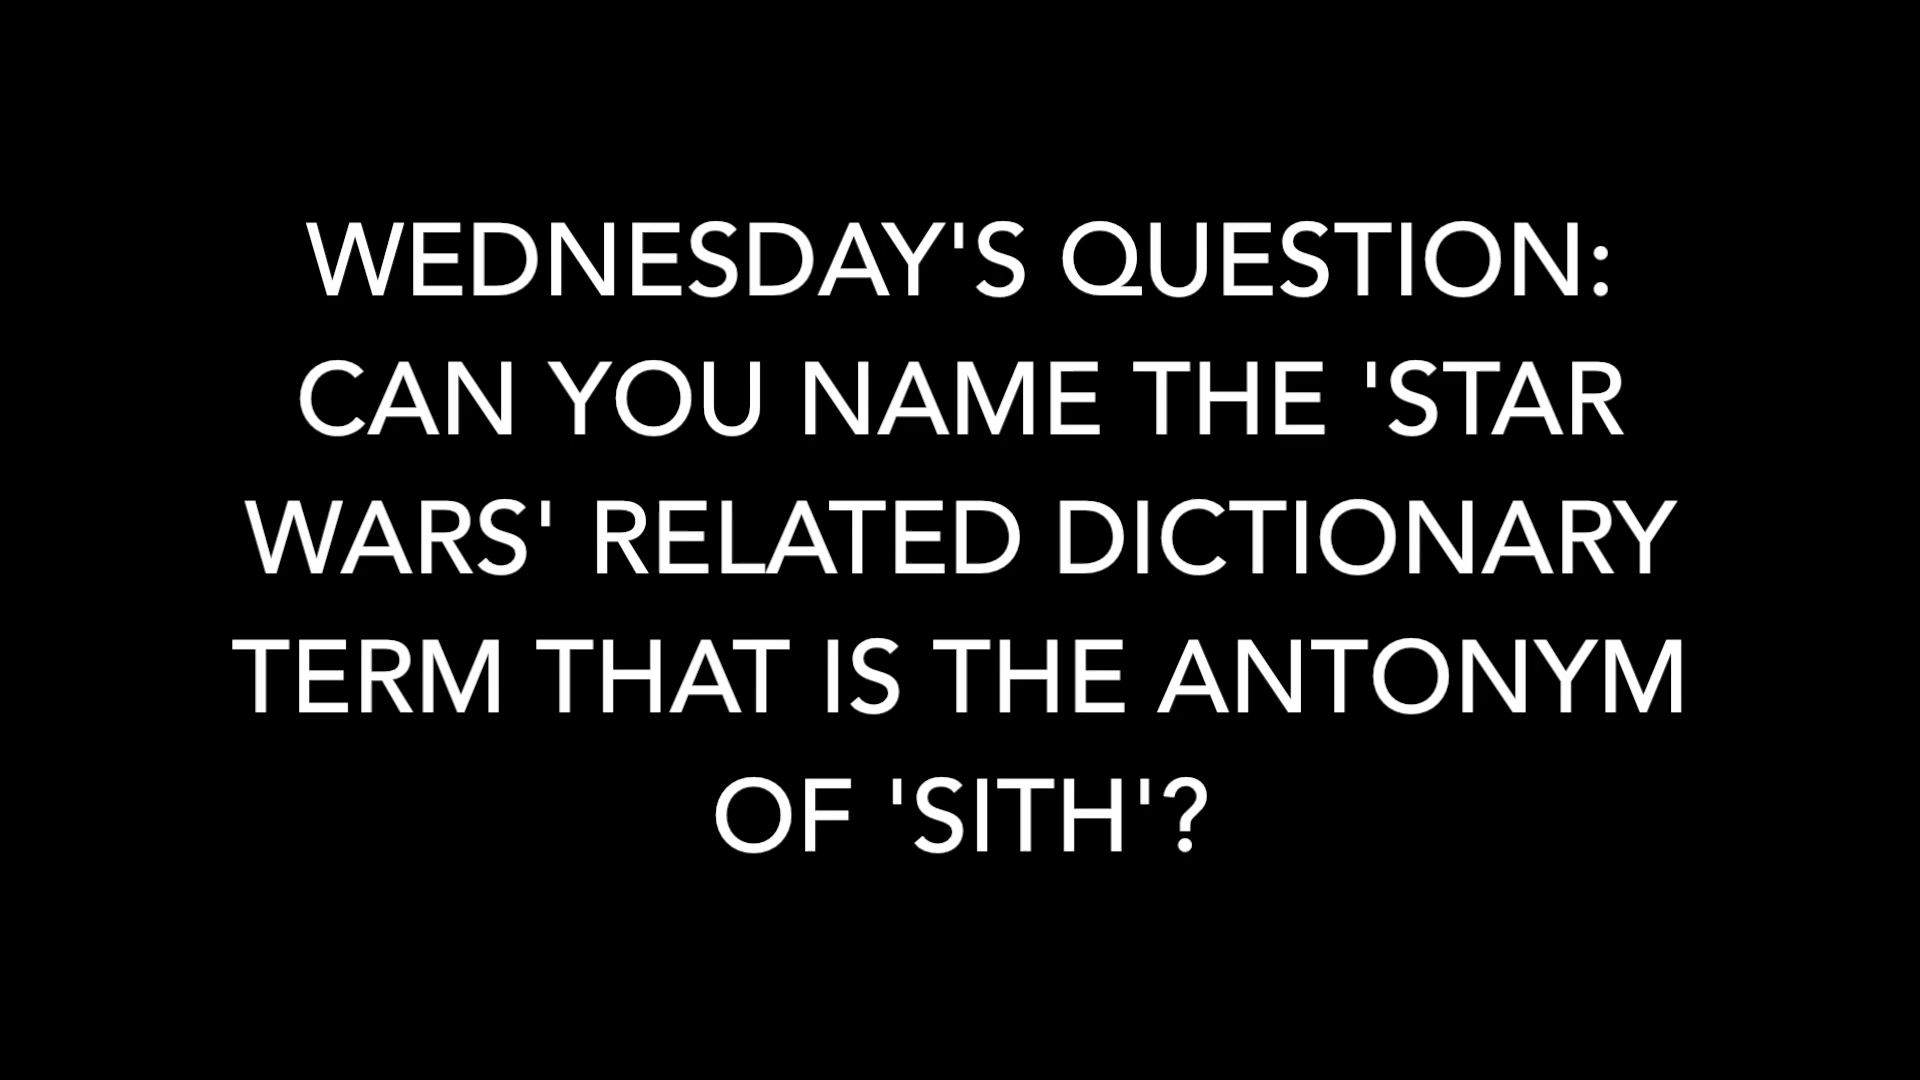 WEDNESDAY'S QUESTION:
CAN YOU NAME THE 'STAR
WARS' RELATED DICTIONARY
TERM THAT IS THE ANTONYM
OF 'SITH'?